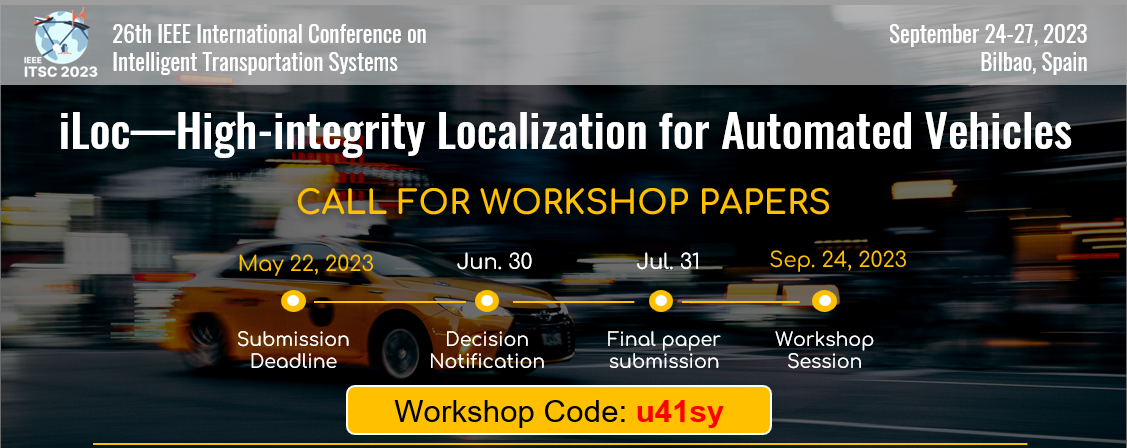 26th IEEE International Conference on
Intelligent Transportation Systems
September 24-27, 2023
Bilbao, Spain
IEEE
ITSC 2023
iLoc—High-integrity Localization for Automated Vehicles
CALL FOR WORKSHOP PAPERS
May 22, 2023
Jun. 30
Jul. 31
Sep. 24, 2023
Submission
Deadline
Decision
Notification
Final paper
submission
Workshop
Session
Workshop Code: u41sy